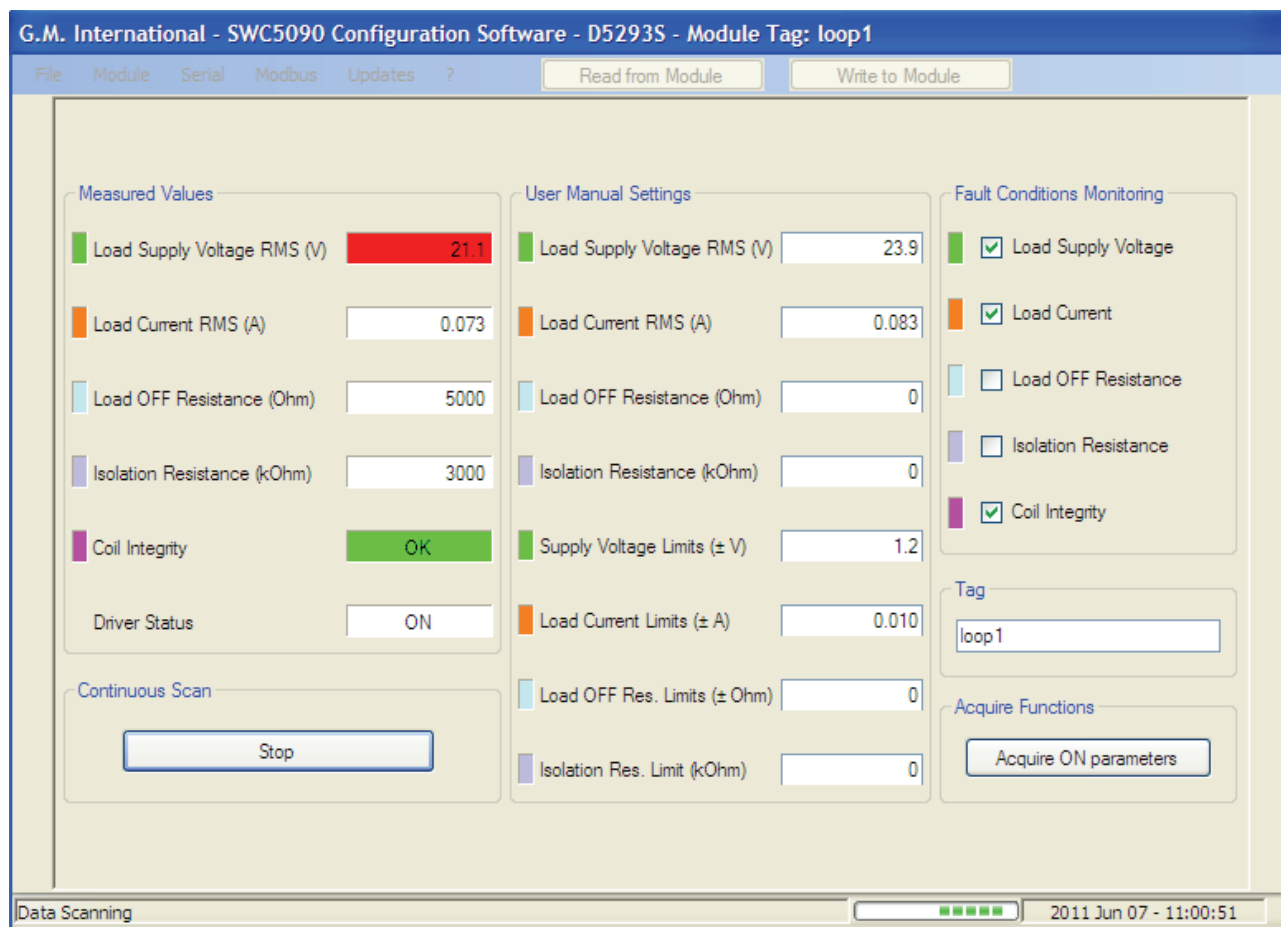 G.M. International - SWC5090 Configuration Software - D5293S - Module Tag: loop1
File Module Serial Modbus Updates ? Read from Module Write to Module
Measured Values
Load Supply Voltage RMS (V) 21.1
Load Current RMS (A) 0.073
Load OFF Resistance (Ohm) 5000
Isolation Resistance (kOhm) 3000
Coil Integrity OK
Driver Status ON
Continuous Scan
Stop
User Manual Settings
Load Supply Voltage RMS (V) 23.9
Load Current RMS (A) 0.083
Load OFF Resistance (Ohm) 0
Isolation Resistance (kOhm) 0
Supply Voltage Limits (± V) 1.2
Load Current Limits (± A) 0.010
Load OFF Res. Limits (± Ohm) 0
Isolation Res. Limit (kOhm) 0
Fault Conditions Monitoring
Load Supply Voltage
Load Current
Load OFF Resistance
Isolation Resistance
Coil Integrity
Tag
loop1
Acquire Functions
Acquire ON parameters
Data Scanning 2011 Jun 07 - 11:00:51